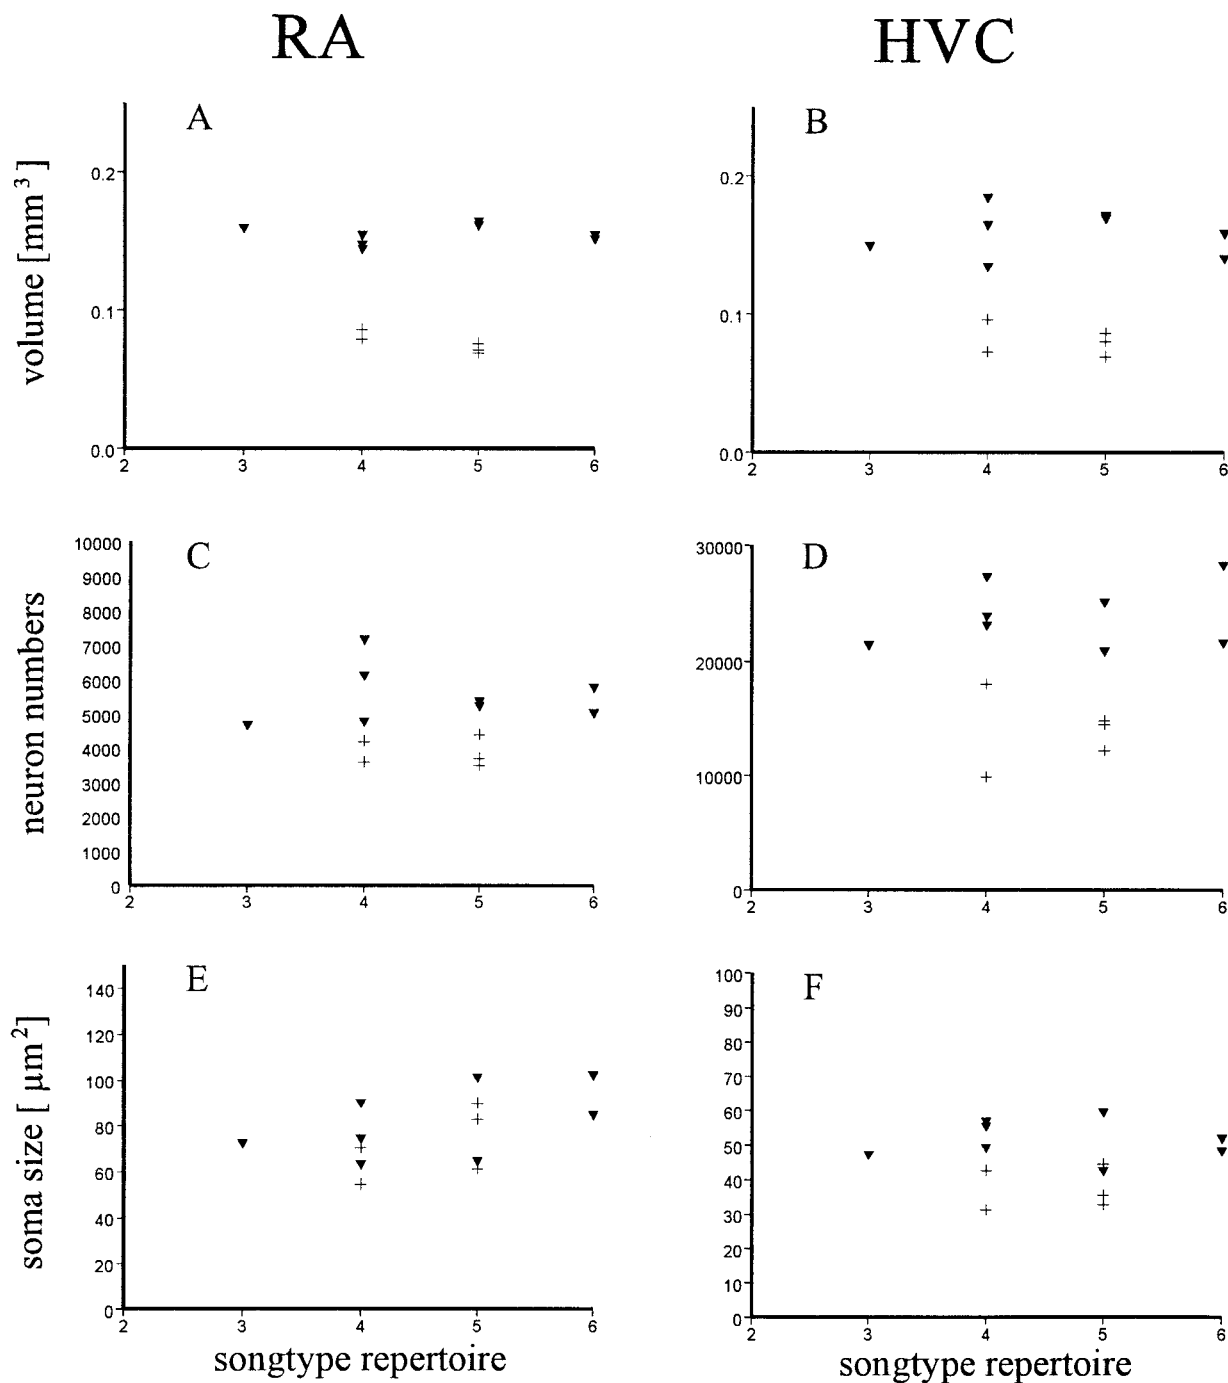 RA
HVC
A
volume [mm³]
0.2
0.1
0.0
2 3 4 5 6
B
0.2
0.1
0.0
2 3 4 5 6
C
neuron numbers
10000
9000
8000
7000
6000
5000
4000
3000
2000
1000
0
2 3 4 5 6
D
30000
20000
10000
0
2 3 4 5 6
E
soma size [ µm²]
140
120
100
80
60
40
20
0
2 3 4 5 6
songtype repertoire
F
100
90
80
70
60
50
40
30
20
10
0
2 3 4 5 6
songtype repertoire